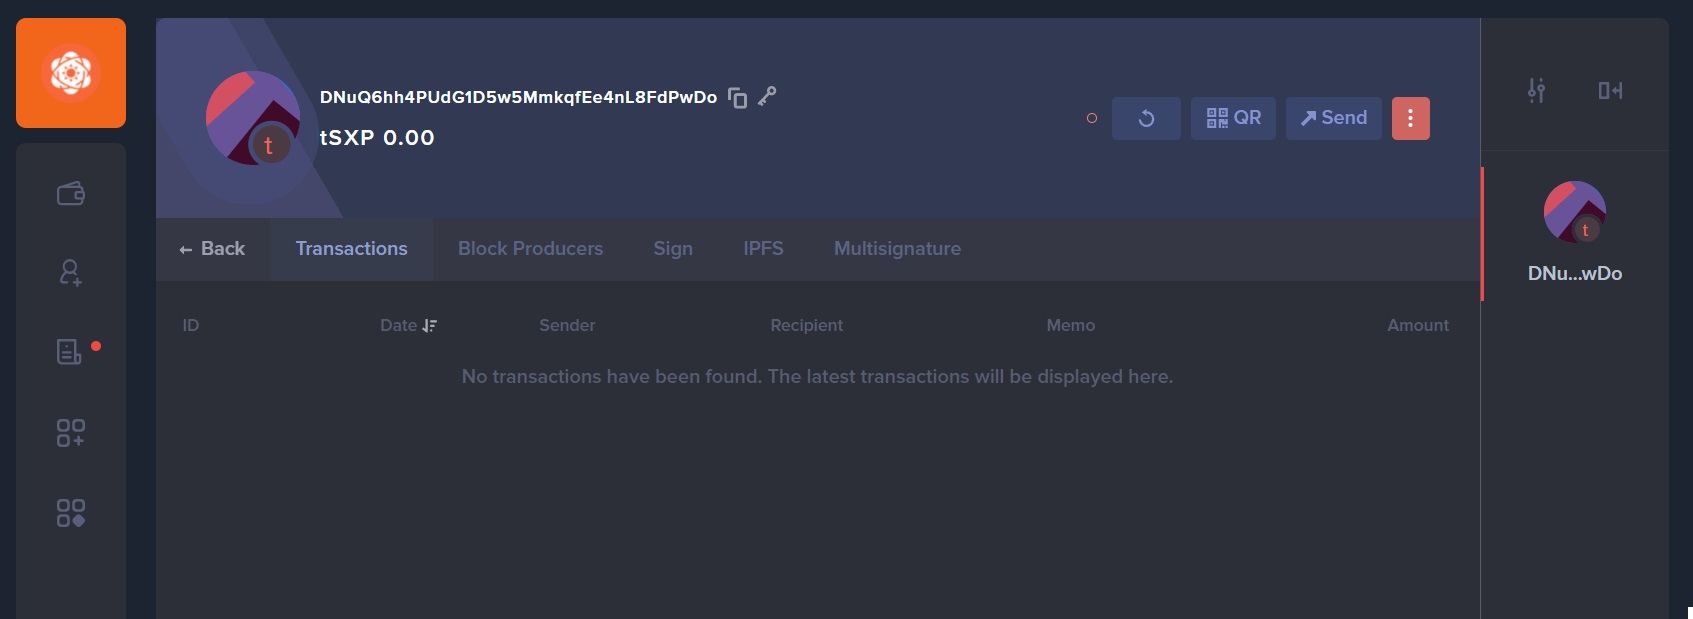 DNuQ6hh4PUdG1D5w5MmkqfEe4nL8FdPwDo
t
tSXP 0.00
QR
Send
← Back
Transactions
Block Producers
Sign
IPFS
Multisignature
t
DNu...wDo
ID
Date
Sender
Recipient
Memo
Amount
No transactions have been found. The latest transactions will be displayed here.